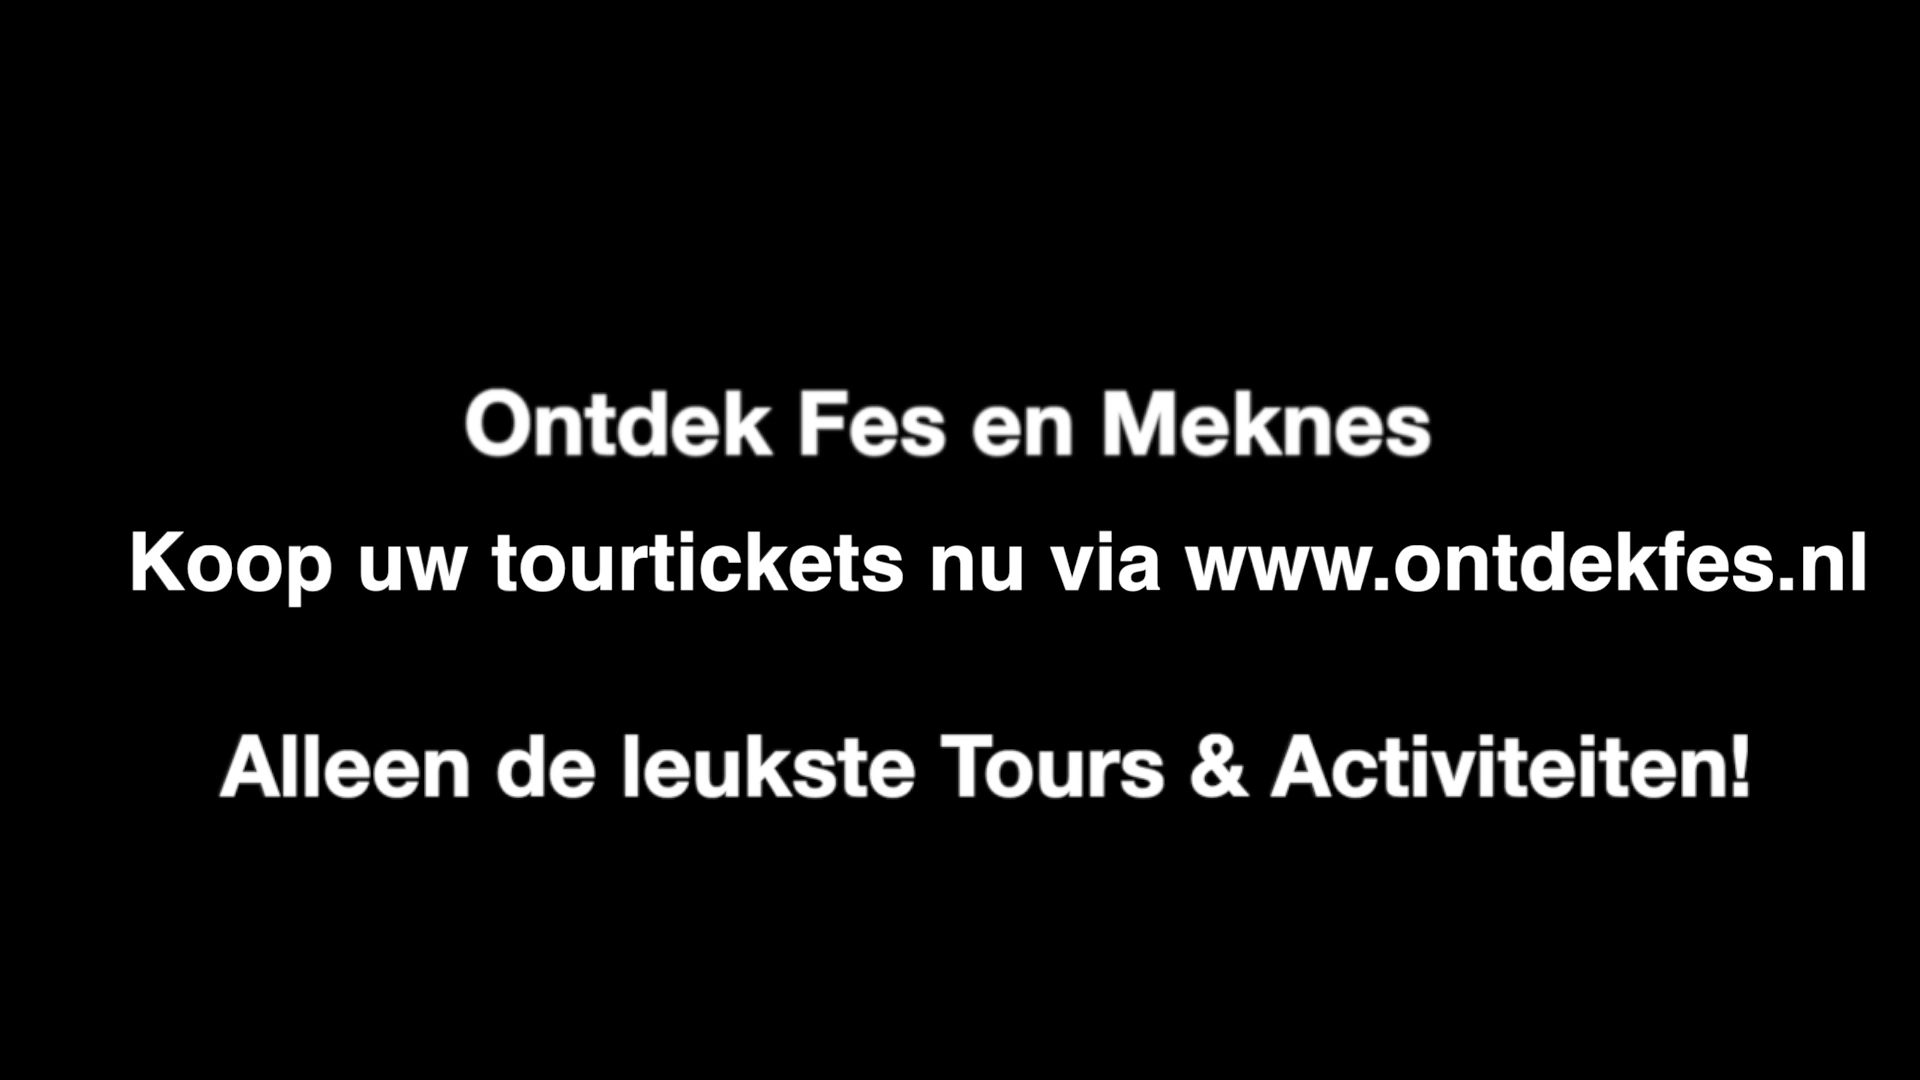 Ontdek Fes en Meknes
Koop uw tourtickets nu via www.ontdekfes.nl
Alleen de leukste Tours & Activiteiten!